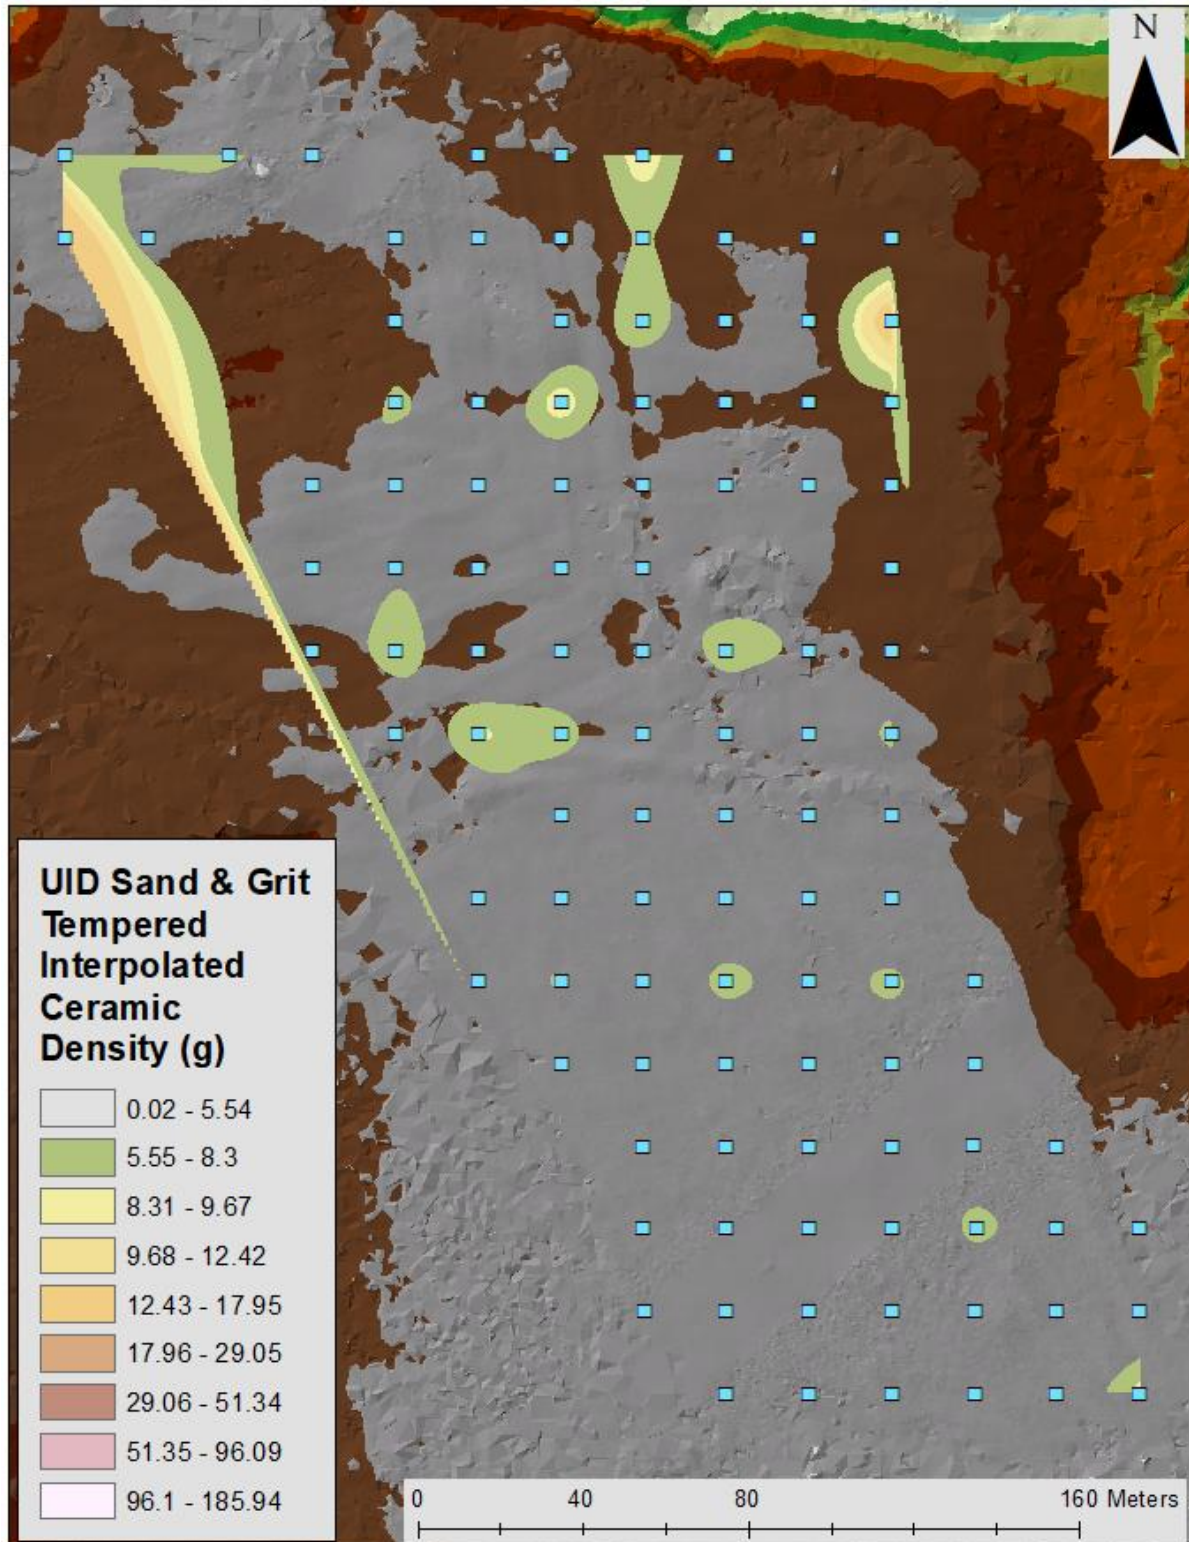 N
UID Sand & Grit
Tempered
Interpolated
Ceramic
Density (g)
0.02 - 5.54
5.55 - 8.3
8.31 - 9.67
9.68 - 12.42
12.43 - 17.95
17.96 - 29.05
29.06 - 51.34
51.35 - 96.09
96.1 - 185.94
0 40 80 160 Meters